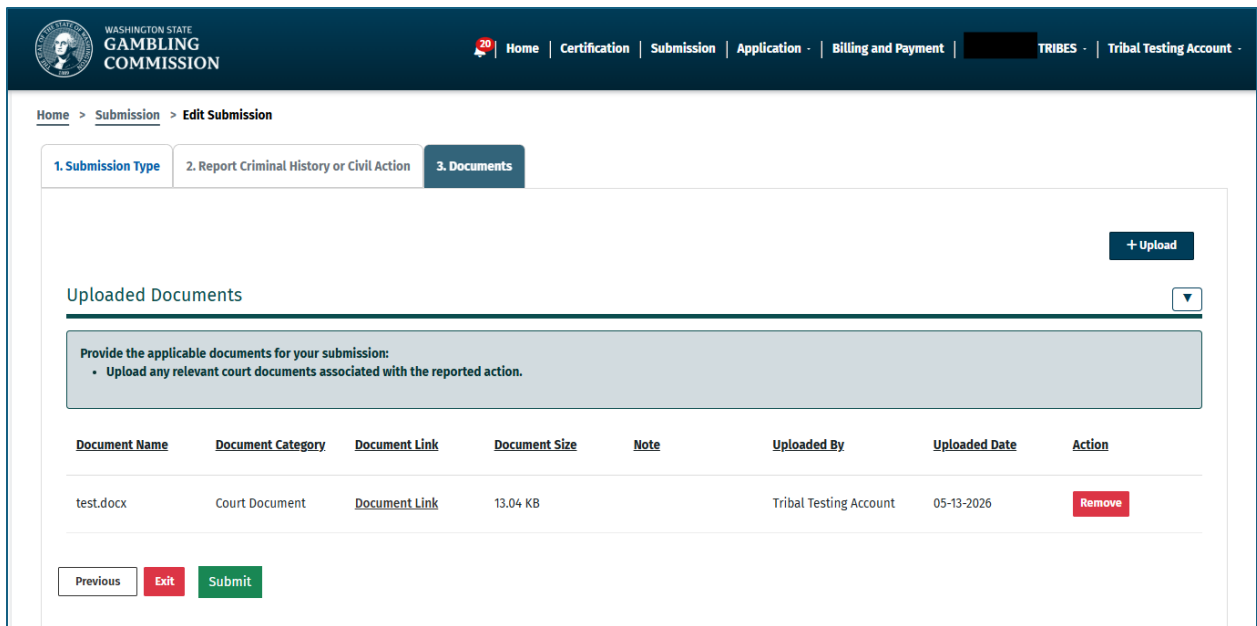 WASHINGTON STATE
GAMBLING
COMMISSION
20 | Home | Certification | Submission | Application - | Billing and Payment | TRIBES - | Tribal Testing Account -
Home > Submission > Edit Submission
1. Submission Type 2. Report Criminal History or Civil Action 3. Documents
+ Upload
Uploaded Documents ▼
Provide the applicable documents for your submission:
• Upload any relevant court documents associated with the reported action.
Document Name Document Category Document Link Document Size Note Uploaded By Uploaded Date Action
test.docx Court Document Document Link 13.04 KB Tribal Testing Account 05-13-2026 Remove
Previous Exit Submit